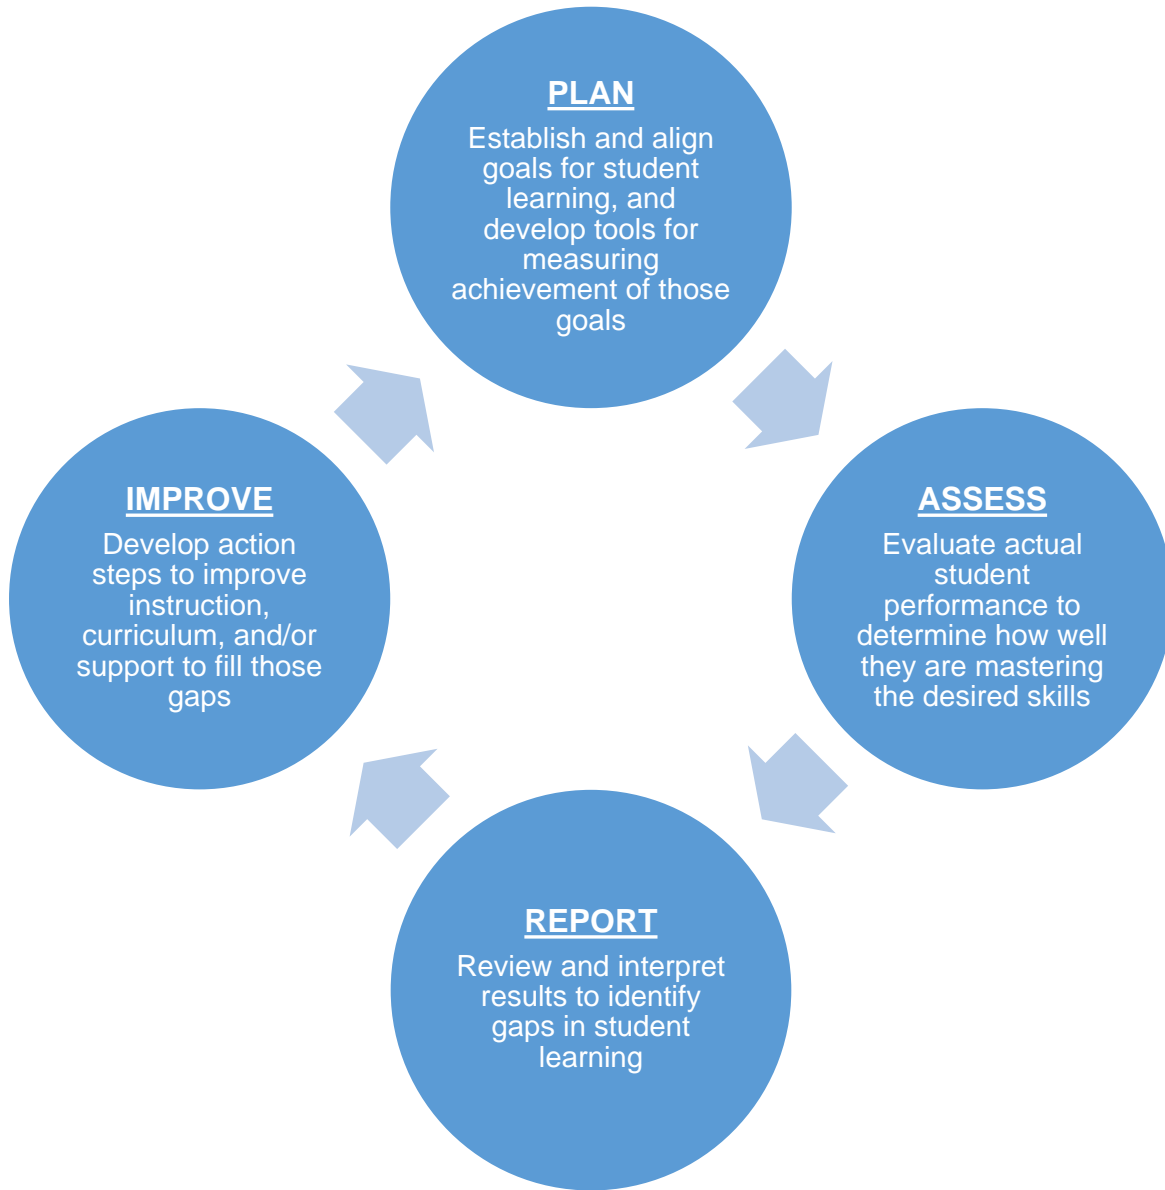 PLAN
Establish and align
goals for student
learning, and
develop tools for
measuring
achievement of those
goals
ASSESS
Evaluate actual
student
performance to
determine how well
they are mastering
the desired skills
REPORT
Review and interpret
results to identify
gaps in student
learning
IMPROVE
Develop action
steps to improve
instruction,
curriculum, and/or
support to fill those
gaps